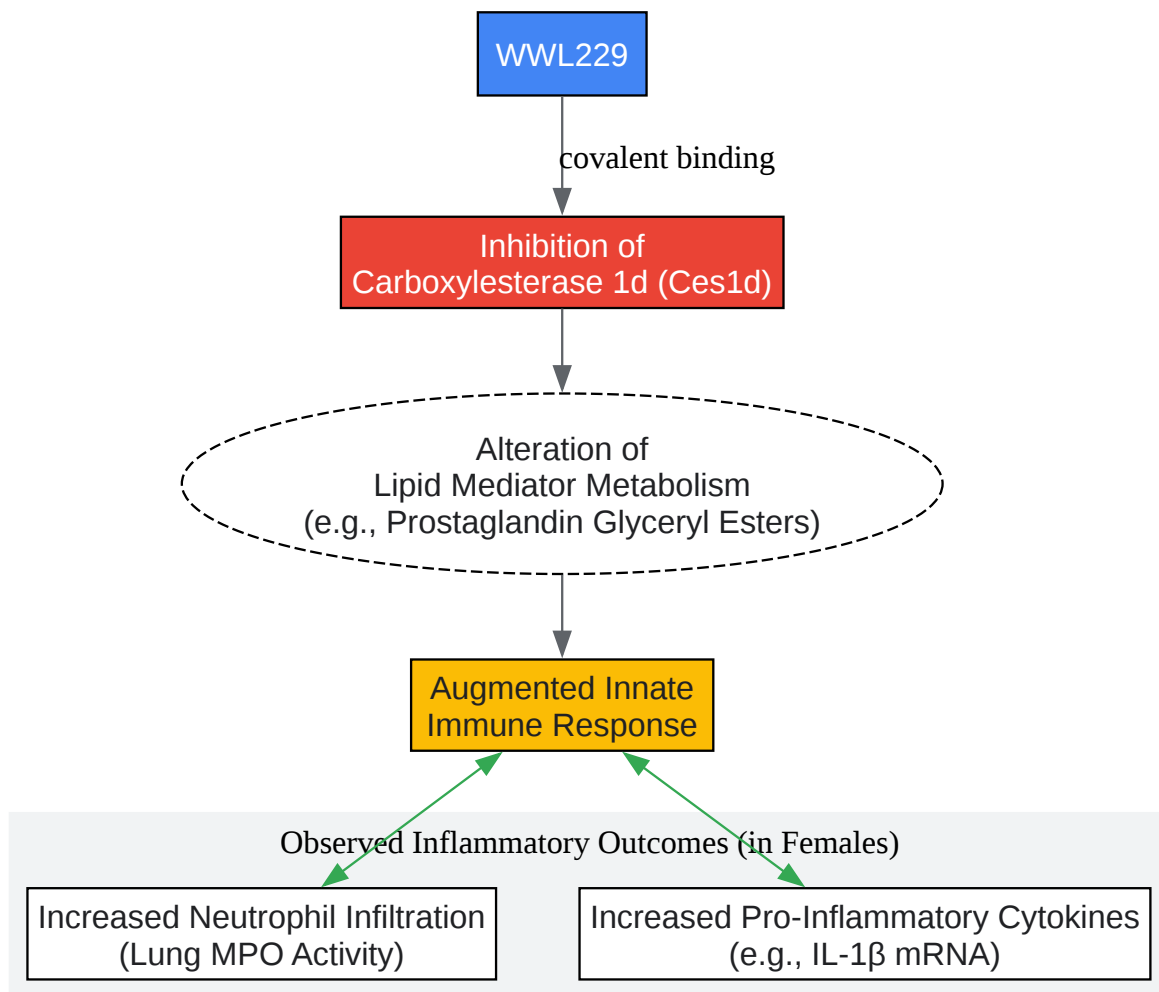 WWL229
covalent binding
Inhibition of
Carboxylesterase 1d (Ces1d)
Alteration of
Lipid Mediator Metabolism
(e.g., Prostaglandin Glyceryl Esters)
Augmented Innate
Immune Response
Observed Inflammatory Outcomes (in Females)
Increased Neutrophil Infiltration
(Lung MPO Activity)
Increased Pro-Inflammatory Cytokines
(e.g., IL-1β mRNA)